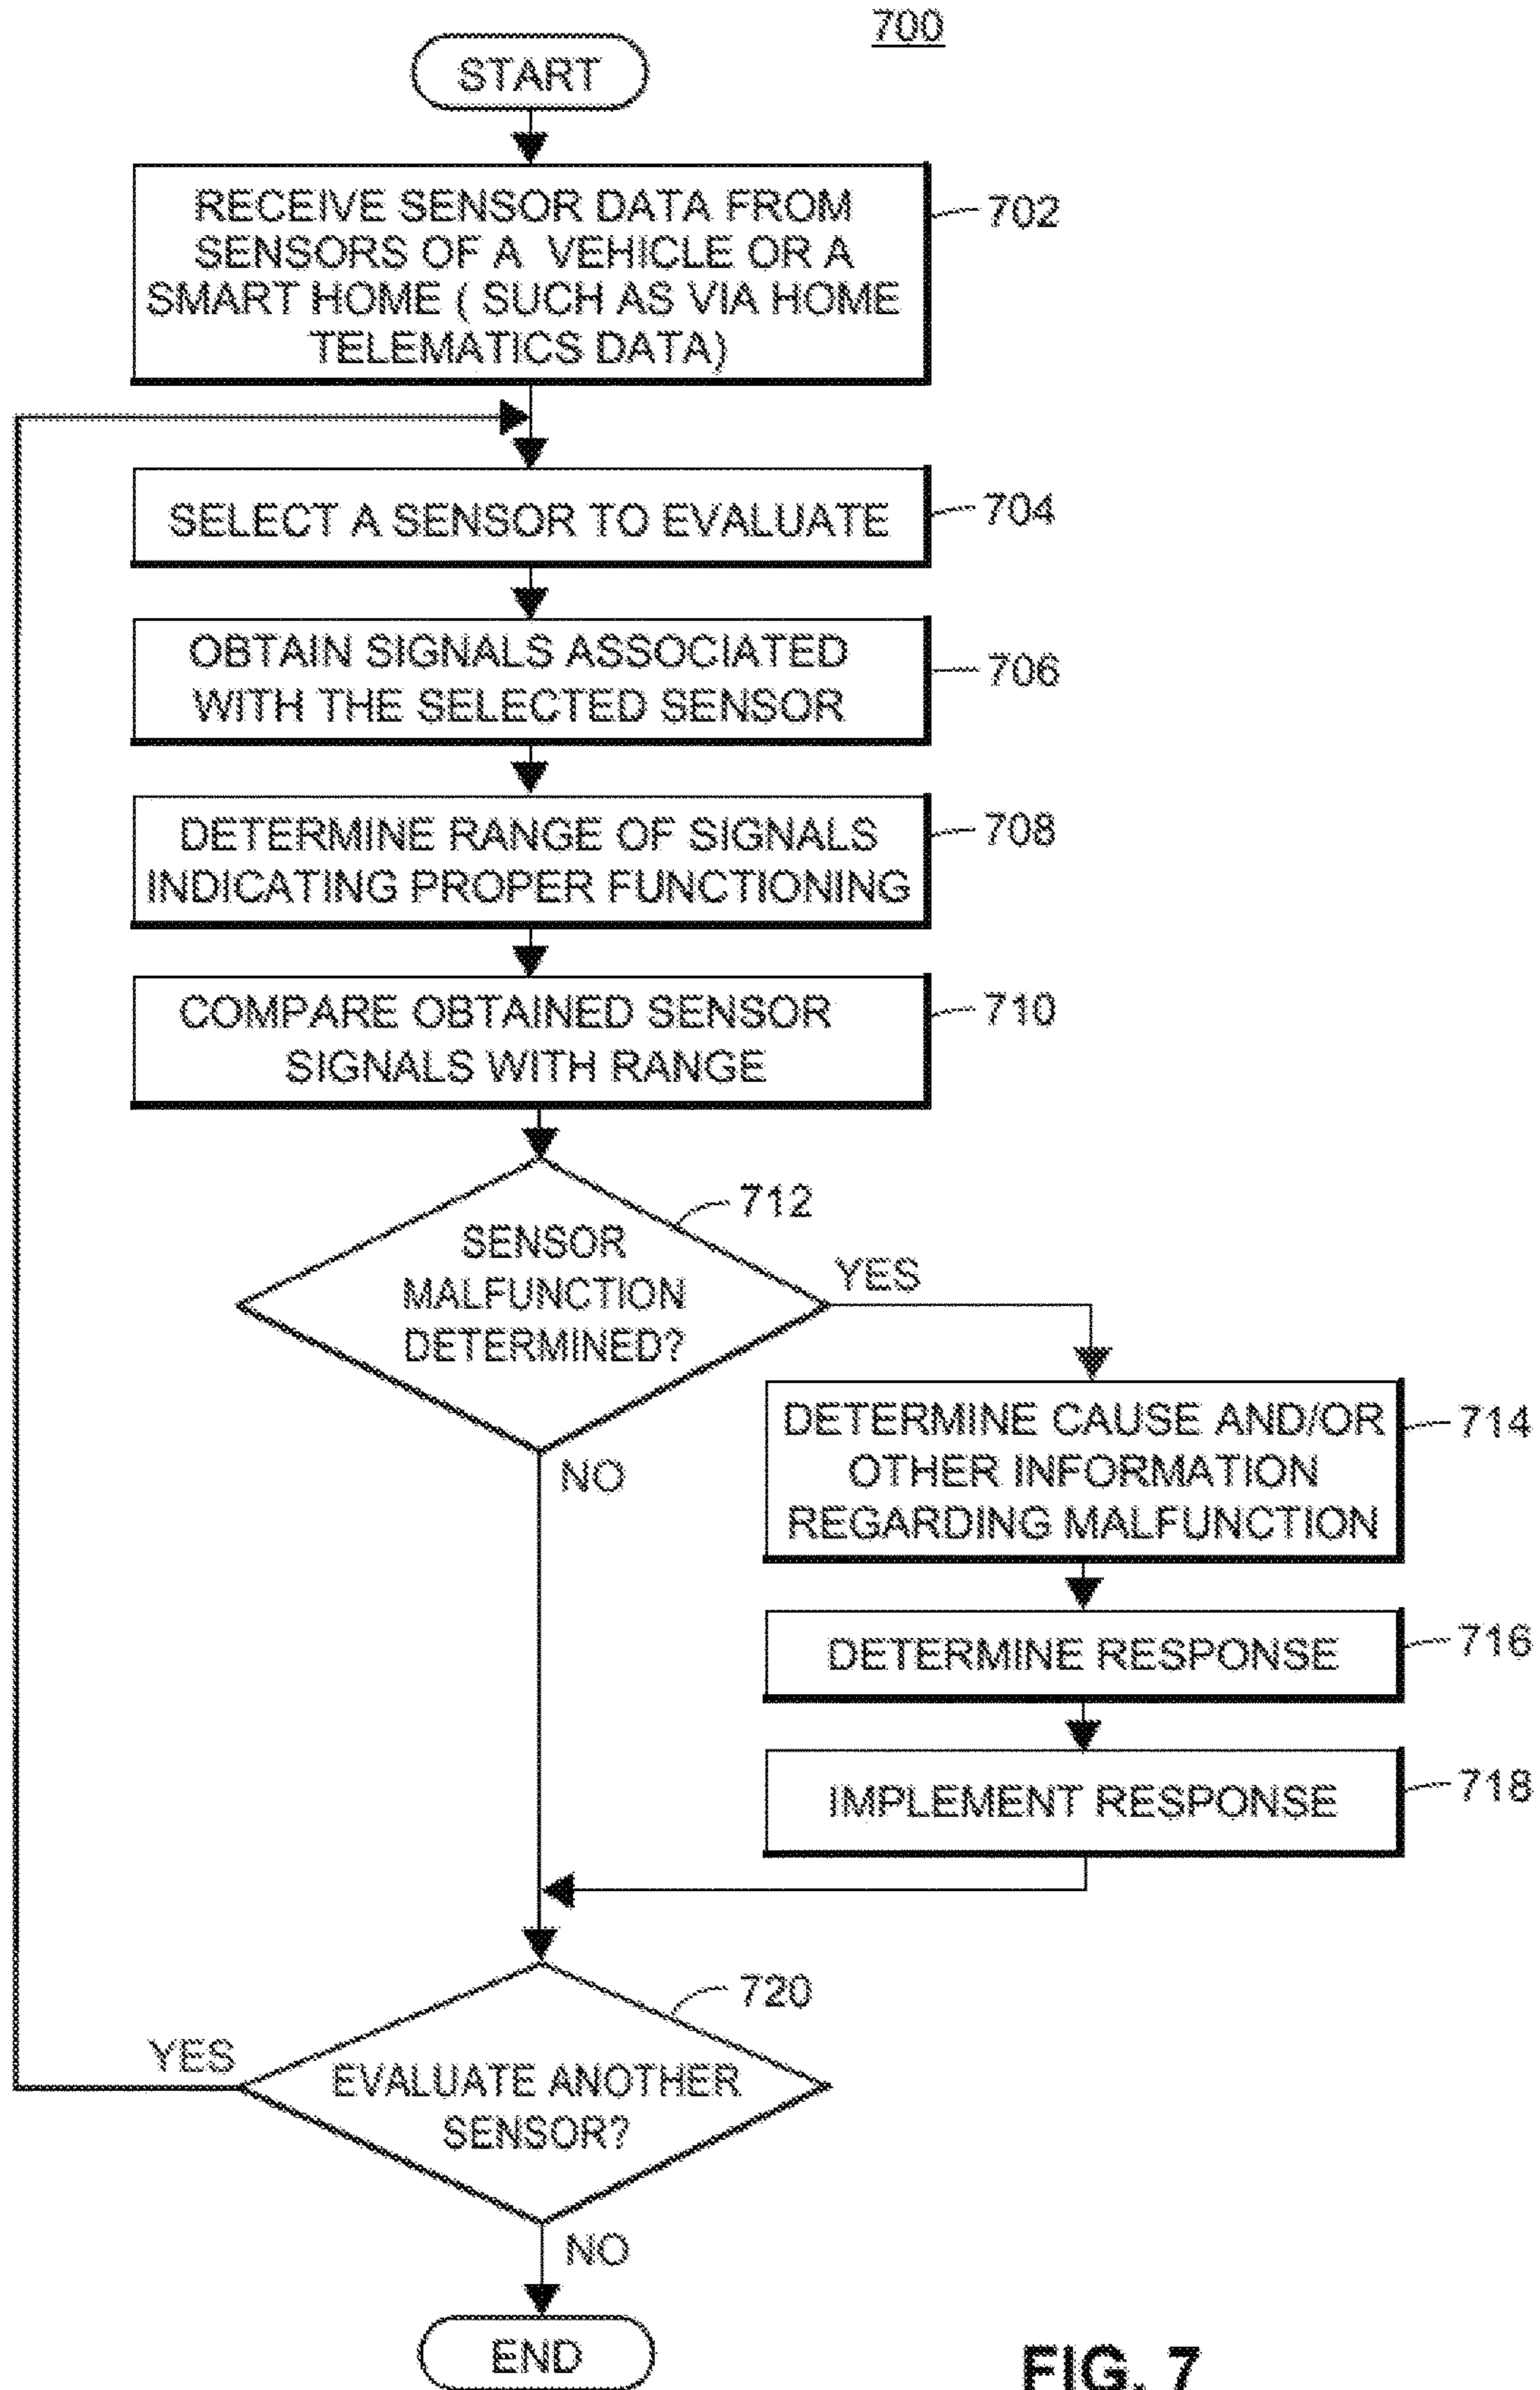 700
START
RECEIVE SENSOR DATA FROM
SENSORS OF A VEHICLE OR A
SMART HOME ( SUCH AS VIA HOME
TELEMATICS DATA)
702
SELECT A SENSOR TO EVALUATE
704
OBTAIN SIGNALS ASSOCIATED
WITH THE SELECTED SENSOR
706
DETERMINE RANGE OF SIGNALS
INDICATING PROPER FUNCTIONING
708
COMPARE OBTAINED SENSOR
SIGNALS WITH RANGE
710
712
SENSOR
MALFUNCTION
DETERMINED?
YES
NO
DETERMINE CAUSE AND/OR
OTHER INFORMATION
REGARDING MALFUNCTION
714
DETERMINE RESPONSE
716
IMPLEMENT RESPONSE
718
720
YES
EVALUATE ANOTHER
SENSOR?
NO
END
FIG. 7